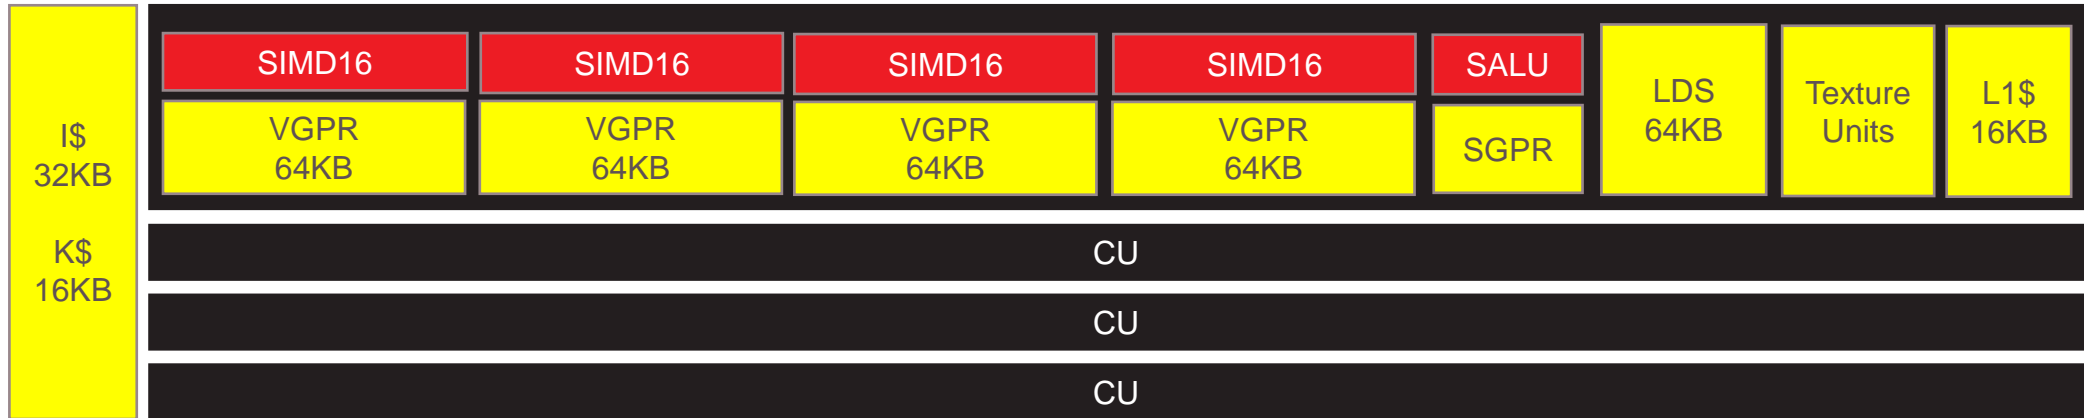 I$
32KB
K$
16KB
SIMD16
SIMD16
SIMD16
SIMD16
SALU
VGPR
64KB
VGPR
64KB
VGPR
64KB
VGPR
64KB
SGPR
LDS
64KB
Texture
Units
L1$
16KB
CU
CU
CU